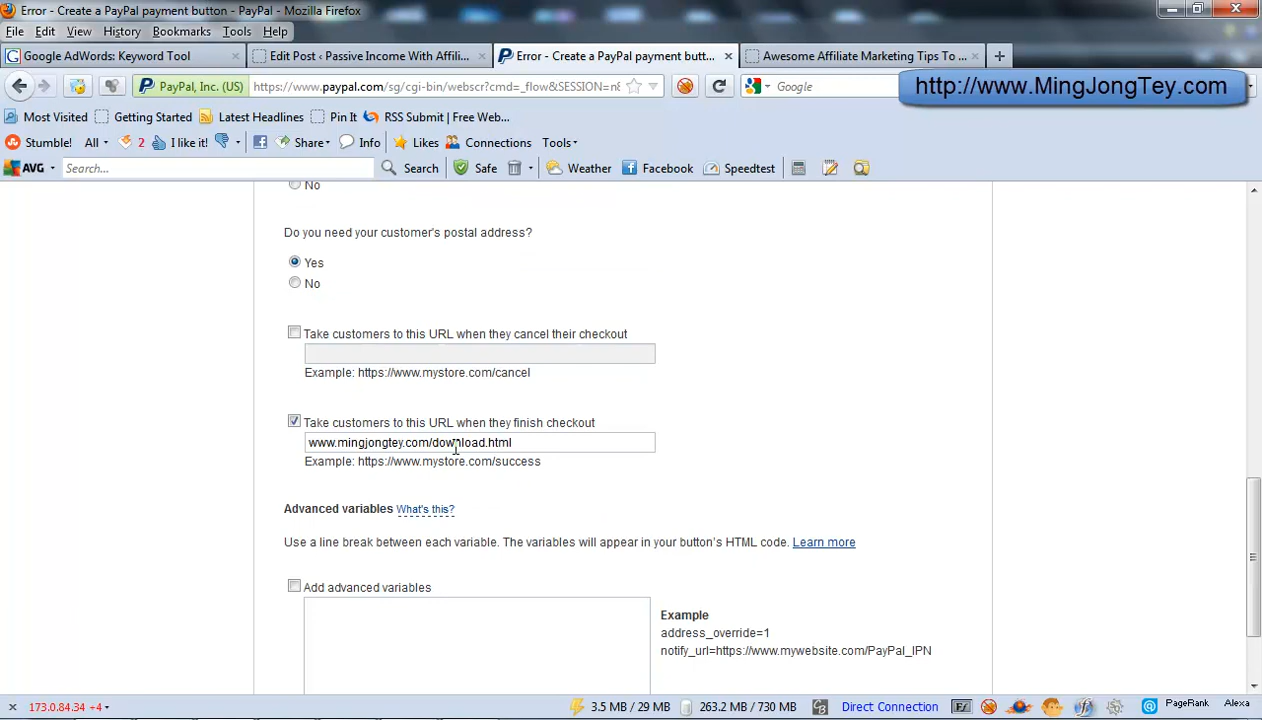 Error - Create a PayPal payment button - PayPal - Mozilla Firefox
File Edit View History Bookmarks Tools Help
Google AdWords: Keyword Tool
Edit Post ‹ Passive Income With Affili...
Error - Create a PayPal payment butt...
Awesome Affiliate Marketing Tips To ...
PayPal, Inc. (US)
https://www.paypal.com/sg/cgi-bin/webscr?cmd=_flow&SESSION=n8
Google
http://www.MingJongTey.com
Most Visited Getting Started Latest Headlines Pin It RSS Submit | Free Web...
Stumble! All 2 I like it! Share Info Likes Connections Tools
AVG Search... Search Safe Weather Facebook Speedtest
No
Do you need your customer's postal address?
Yes
No
Take customers to this URL when they cancel their checkout
Example: https://www.mystore.com/cancel
Take customers to this URL when they finish checkout
www.mingjongtey.com/download.html
Example: https://www.mystore.com/success
Advanced variables What's this?
Use a line break between each variable. The variables will appear in your button's HTML code. Learn more
Add advanced variables
Example
address_override=1
notify_url=https://www.mywebsite.com/PayPal_IPN
173.0.84.34 +4 3.5 MB / 29 MB 263.2 MB / 730 MB Direct Connection PageRank Alexa